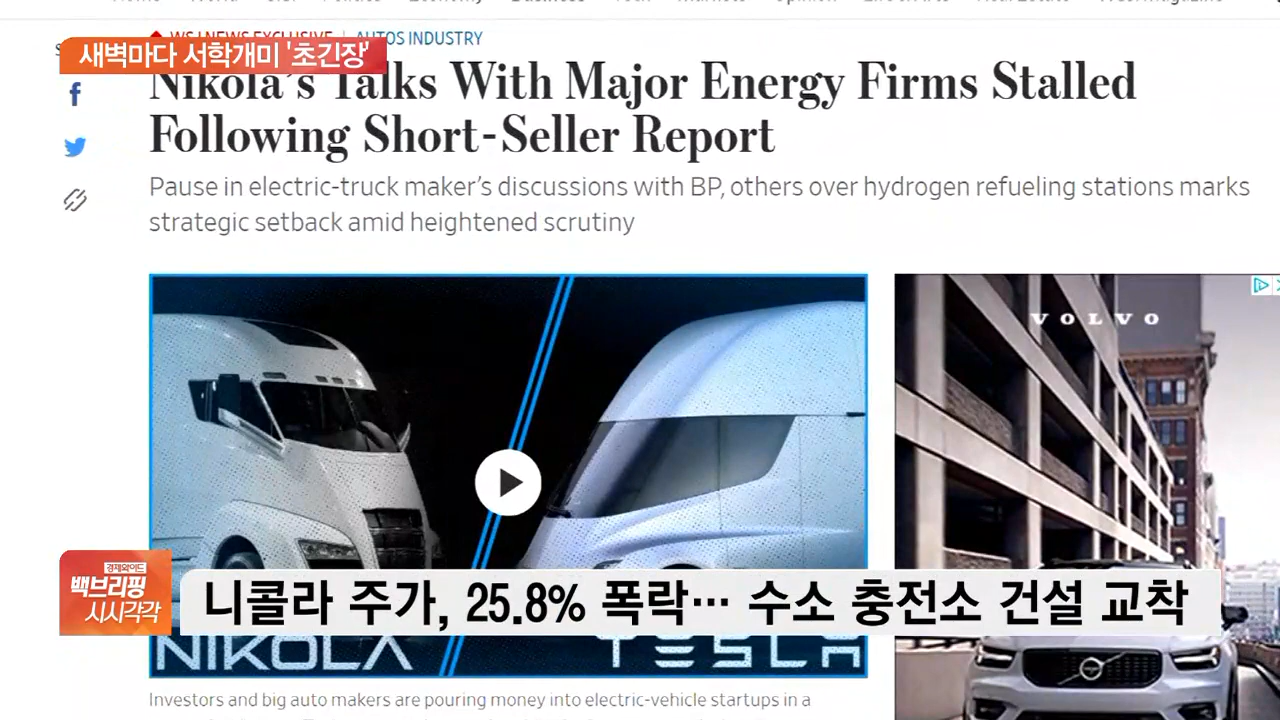 WSJ NEWS EXCLUSIVE | AUTOS INDUSTRY
새벽마다 서학개미 '초긴장'
Nikola's Talks With Major Energy Firms Stalled
Following Short-Seller Report
Pause in electric-truck maker's discussions with BP, others over hydrogen refueling stations marks
strategic setback amid heightened scrutiny
VOLVO
경제와이드
백브리핑
시시각각
니콜라 주가, 25.8% 폭락… 수소 충전소 건설 교착
NIKOLA
TESLA
Investors and big auto makers are pouring money into electric-vehicle startups in a